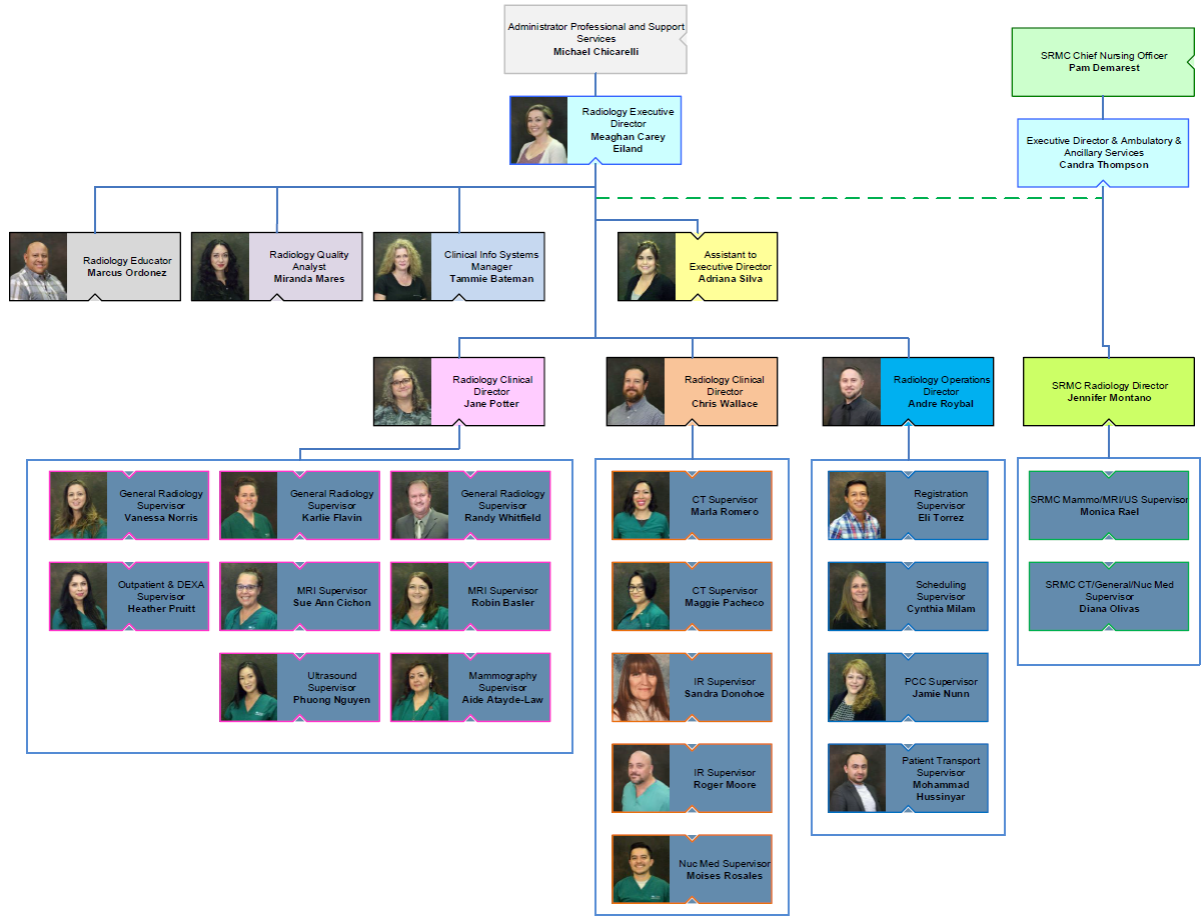 Administrator Professional and Support
Services
Michael Chicarelli
SRMC Chief Nursing Officer
Pam Demarest
Radiology Executive
Director
Meaghan Carey
Eiland
Executive Director & Ambulatory &
Ancillary Services
Candra Thompson
Radiology Educator
Marcus Ordonez
Radiology Quality
Analyst
Miranda Mares
Clinical Info Systems
Manager
Tammie Bateman
Assistant to
Executive Director
Adriana Silva
Radiology Clinical
Director
Jane Potter
Radiology Clinical
Director
Chris Wallace
Radiology Operations
Director
Andre Roybal
SRMC Radiology Director
Jennifer Montano
General Radiology
Supervisor
Vanessa Norris
General Radiology
Supervisor
Karlie Flavin
General Radiology
Supervisor
Randy Whitfield
Outpatient & DEXA
Supervisor
Heather Pruitt
MRI Supervisor
Sue Ann Cichon
MRI Supervisor
Robin Basler
Ultrasound
Supervisor
Phuong Nguyen
Mammography
Supervisor
Aide Atayde-Law
CT Supervisor
Marla Romero
CT Supervisor
Maggie Pacheco
IR Supervisor
Sandra Donohoe
IR Supervisor
Roger Moore
Nuc Med Supervisor
Moises Rosales
Registration
Supervisor
Eli Torrez
Scheduling
Supervisor
Cynthia Milam
PCC Supervisor
Jamie Nunn
Patient Transport
Supervisor
Mohammad
Hussinyar
SRMC Mammo/MRI/US Supervisor
Monica Rael
SRMC CT/General/Nuc Med
Supervisor
Diana Olivas